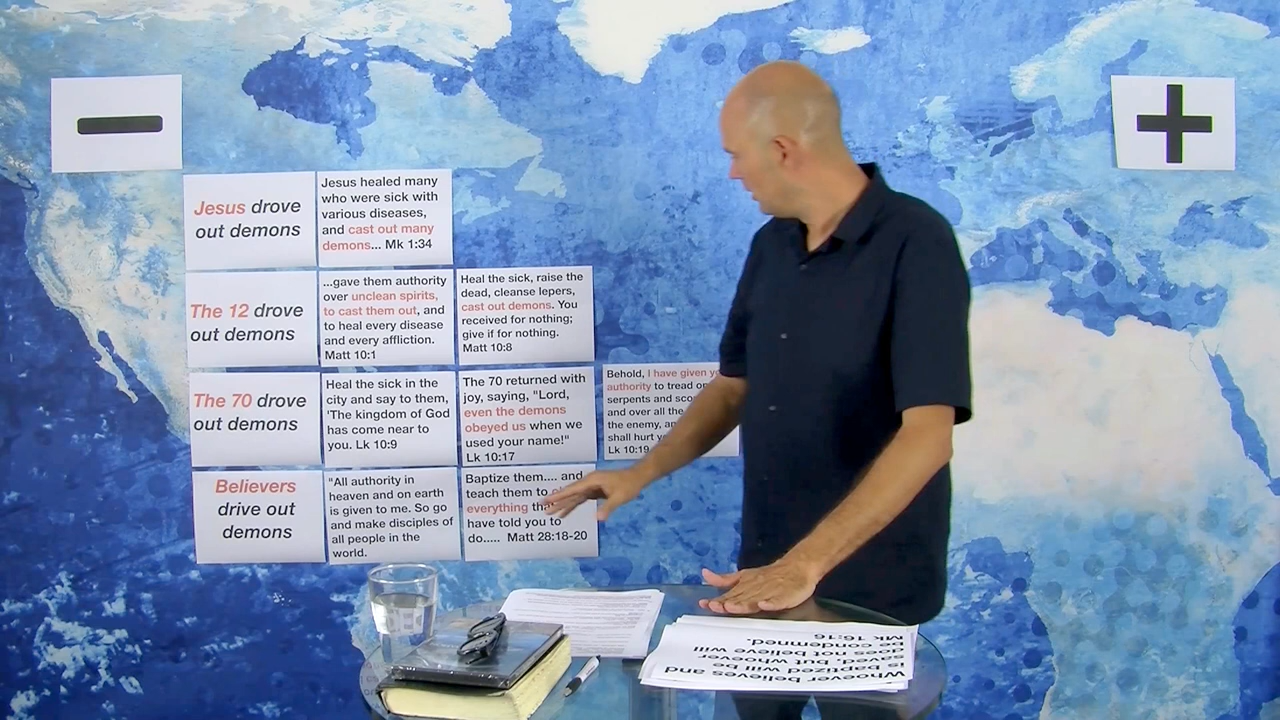 −
+
Jesus drove
out demons
Jesus healed many
who were sick with
various diseases,
and cast out many
demons... Mk 1:34
The 12 drove
out demons
...gave them authority
over unclean spirits,
to cast them out, and
to heal every disease
and every affliction.
Matt 10:1
Heal the sick, raise the
dead, cleanse lepers,
cast out demons. You
received for nothing;
give if for nothing.
Matt 10:8
The 70 drove
out demons
Heal the sick in the
city and say to them,
'The kingdom of God
has come near to
you. Lk 10:9
The 70 returned with
joy, saying, "Lord,
even the demons
obeyed us when we
used your name!"
Lk 10:17
Behold, I have given
authority to tread
serpents and
and over all the
the enemy,
shall hurt
Lk 10:19
Believers
drive out
demons
"All authority in
heaven and on earth
is given to me. So go
and make disciples of
all people in the
world.
Baptize them.... and
teach them to
everything
have told you to
do..... Matt 28:18-20
Whoever believes and
is baptized will be
saved, but whoever
does not believe will
be condemned.
Mk 16:16